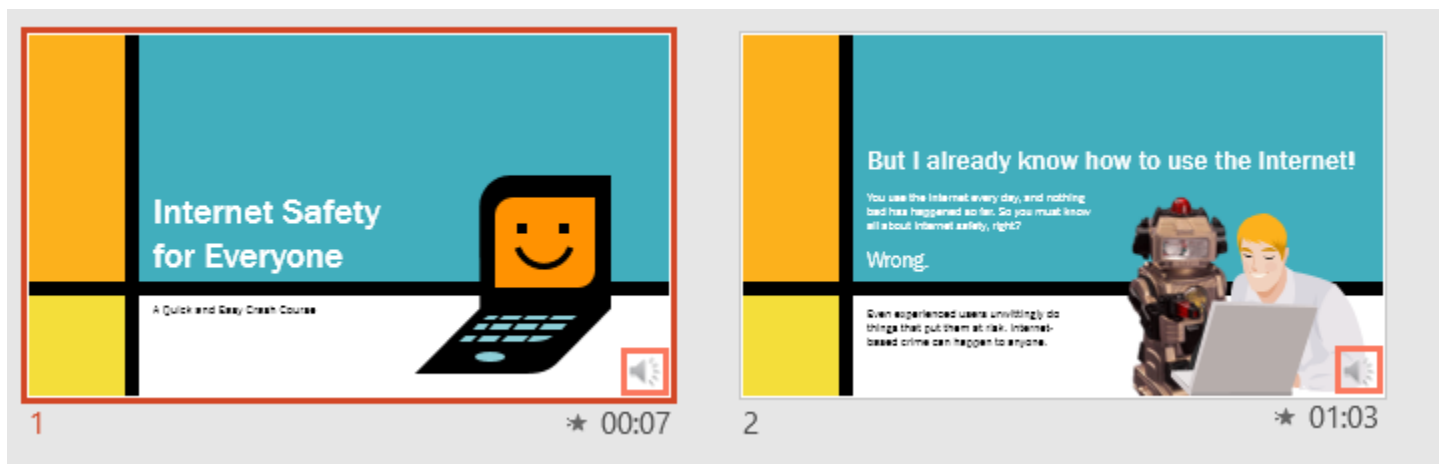 Internet Safety
for Everyone
A Quick and Easy Crash Course
1
00:07
But I already know how to use the Internet!
You use the Internet every day, and nothing
bad has happened so far. So you must know
all about Internet safety, right?
Wrong.
Even experienced users unwittingly do
things that put them at risk. Internet-
based crime can happen to anyone.
2
01:03